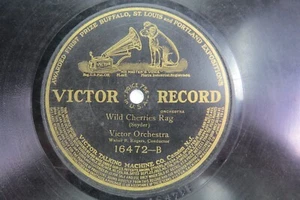 AWARDED FIRST PRIZE BUFFALO, ST. LOUIS and PORTLAND EXPOSITIONS
"HIS MASTER'S VOICE"
VICTOR RECORD
ORCHESTRA
Wild Cherries Rag
(Snyder)
Victor Orchestra
Walter B. Rogers, Conductor
16472-B
VICTOR TALKING MACHINE CO. Camden N.J.